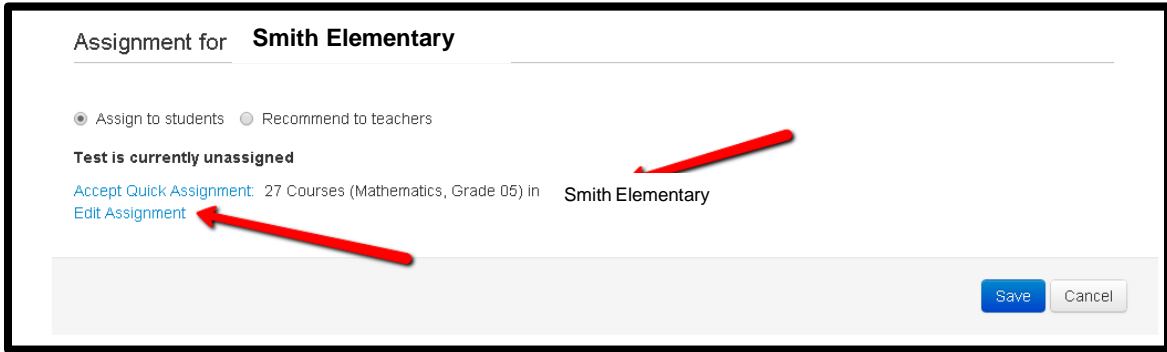 Assignment for Smith Elementary
Assign to students Recommend to teachers
Test is currently unassigned
Accept Quick Assignment: 27 Courses (Mathematics, Grade 05) in Smith Elementary
Edit Assignment
Save Cancel